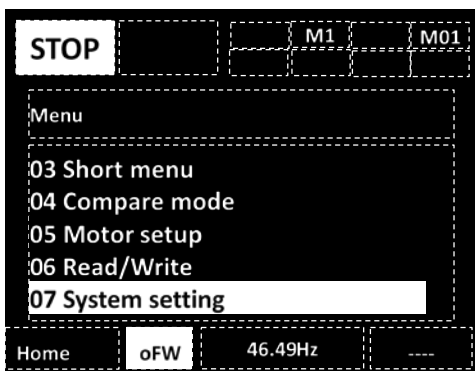 STOP M1 M01
Menu
03 Short menu
04 Compare mode
05 Motor setup
06 Read/Write
07 System setting
Home oFW 46.49Hz ----